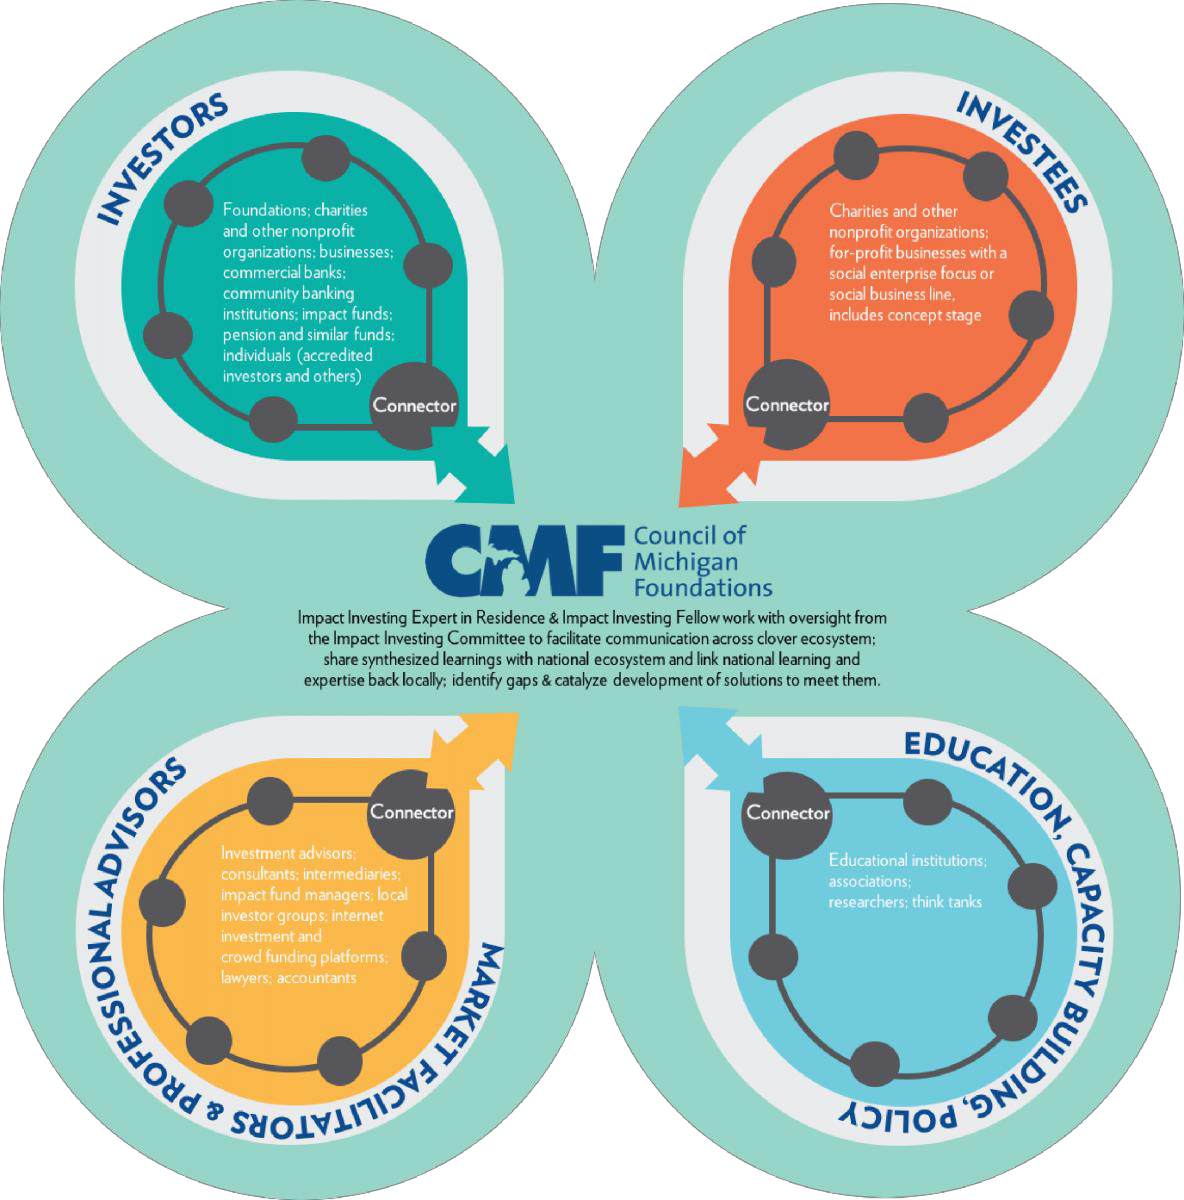 INVESTORS
Foundations; charities
and other nonprofit
organizations; businesses;
commercial banks;
community banking
institutions; impact funds;
pension and similar funds;
individuals (accredited
investors and others)
Connector
INVESTEES
Charities and other
nonprofit organizations;
for-profit businesses with a
social enterprise focus or
social business line,
includes concept stage
Connector
CMF
Council of
Michigan
Foundations
Impact Investing Expert in Residence & Impact Investing Fellow work with oversight from
the Impact Investing Committee to facilitate communication across clover ecosystem;
share synthesized learnings with national ecosystem and link national learning and
expertise back locally; identify gaps & catalyze development of solutions to meet them.
MARKET FACILITATORS & PROFESSIONAL ADVISORS
Connector
Investment advisors;
consultants; intermediaries;
impact fund managers; local
investor groups; internet
investment and
crowd funding platforms;
lawyers; accountants
EDUCATION, CAPACITY BUILDING, POLICY
Connector
Educational institutions;
associations;
researchers; think tanks